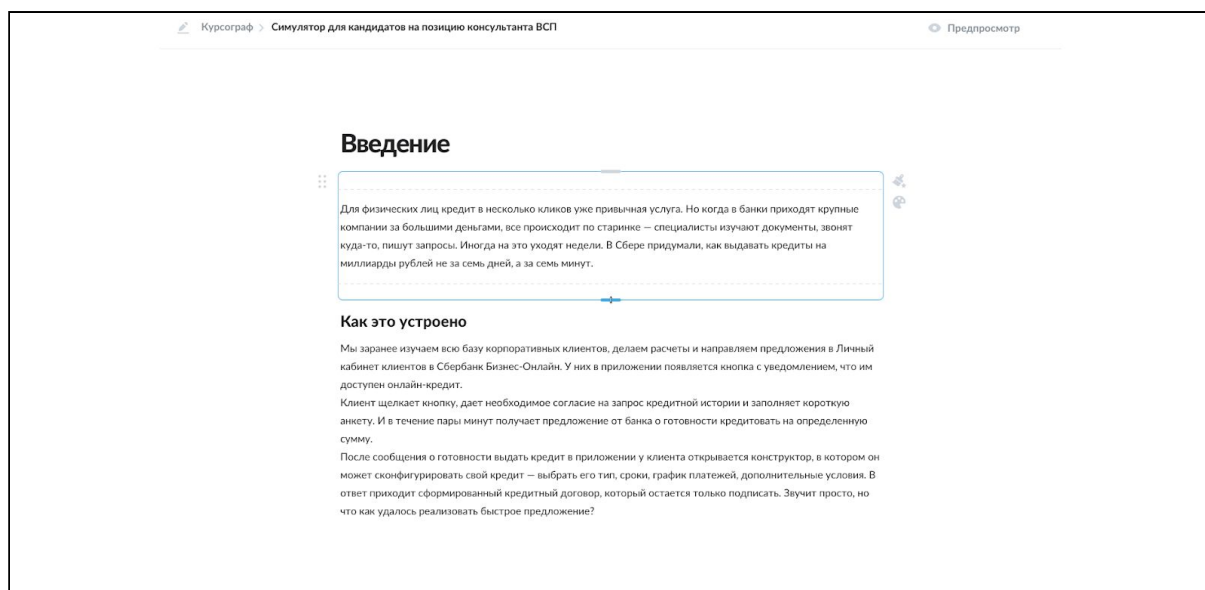 Курсограф > Симулятор для кандидатов на позицию консультанта ВСП
Предпросмотр
Введение
Для физических лиц кредит в несколько кликов уже привычная услуга. Но когда в банки приходят крупные
компании за большими деньгами, все происходит по старинке — специалисты изучают документы, звонят
куда-то, пишут запросы. Иногда на это уходят недели. В Сбере придумали, как выдавать кредиты на
миллиарды рублей не за семь дней, а за семь минут.
Как это устроено
Мы заранее изучаем всю базу корпоративных клиентов, делаем расчеты и направляем предложения в Личный
кабинет клиентов в Сбербанк Бизнес-Онлайн. У них в приложении появляется кнопка с уведомлением, что им
доступен онлайн-кредит.
Клиент щелкает кнопку, дает необходимое согласие на запрос кредитной истории и заполняет короткую
анкету. И в течение пары минут получает предложение от банка о готовности кредитовать на определенную
сумму.
После сообщения о готовности выдать кредит в приложении у клиента открывается конструктор, в котором он
может сконфигурировать свой кредит — выбрать его тип, сроки, график платежей, дополнительные условия. В
ответ приходит сформированный кредитный договор, который остается только подписать. Звучит просто, но
что как удалось реализовать быстрое предложение?